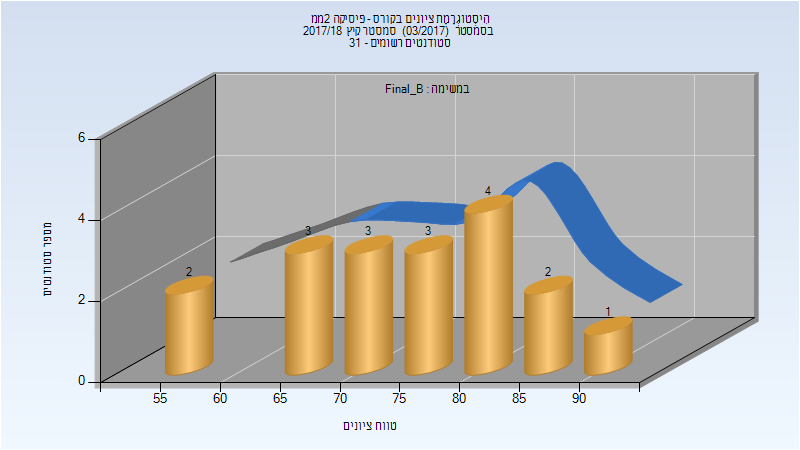 היסטוגרמת ציונים בקורס - פיסיקה 2ממ
בסמסטר (03/2017) סמסטר קיץ 2017/18
סטודנטים רשומים - 31
במשימה : Final_B
6
4
2
0
מספר סטודנטים
2
3
3
3
4
2
1
55 60 65 70 75 80 85 90
טווח ציונים